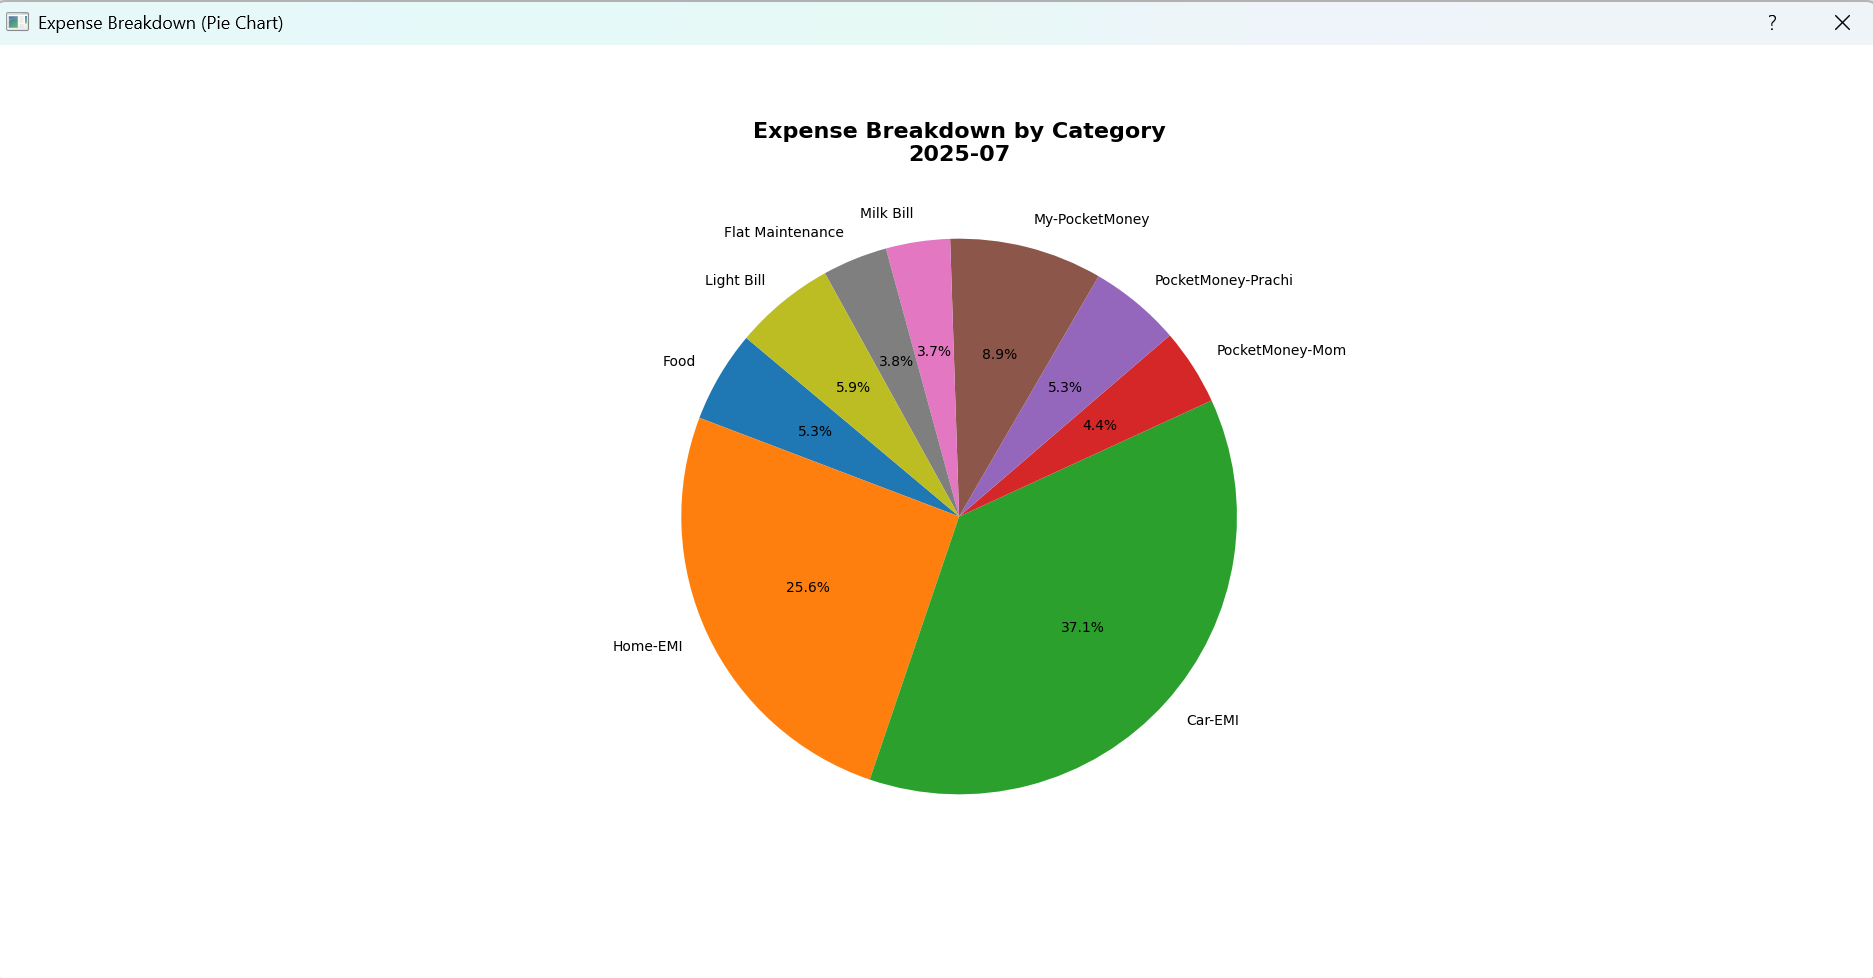 Expense Breakdown (Pie Chart)
?
Expense Breakdown by Category
2025-07
Milk Bill
My-PocketMoney
Flat Maintenance
Light Bill
PocketMoney-Prachi
PocketMoney-Mom
Food
3.7%
8.9%
3.8%
5.9%
5.3%
4.4%
5.3%
25.6%
37.1%
Home-EMI
Car-EMI